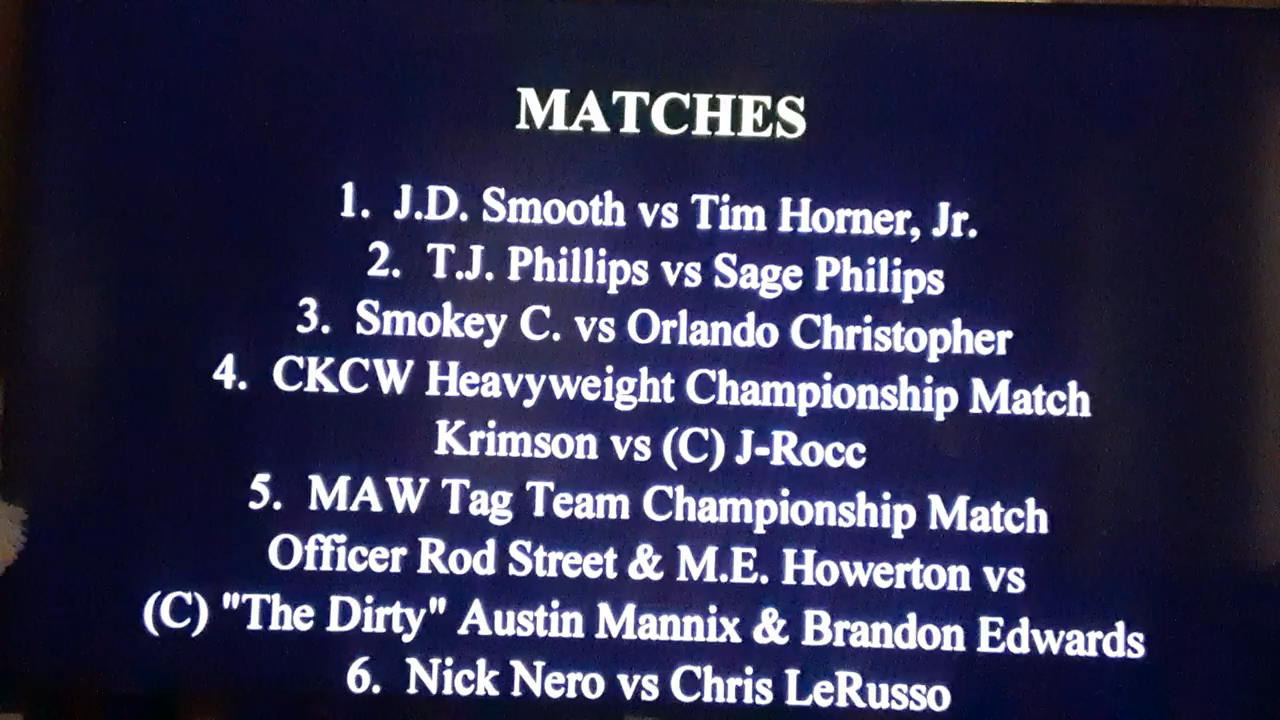 MATCHES
1. J.D. Smooth vs Tim Horner, Jr.
2. T.J. Phillips vs Sage Philips
3. Smokey C. vs Orlando Christopher
4. CKCW Heavyweight Championship Match
Krimson vs (C) J-Rocc
5. MAW Tag Team Championship Match
Officer Rod Street & M.E. Howerton vs
(C) "The Dirty" Austin Mannix & Brandon Edwards
6. Nick Nero vs Chris LeRusso